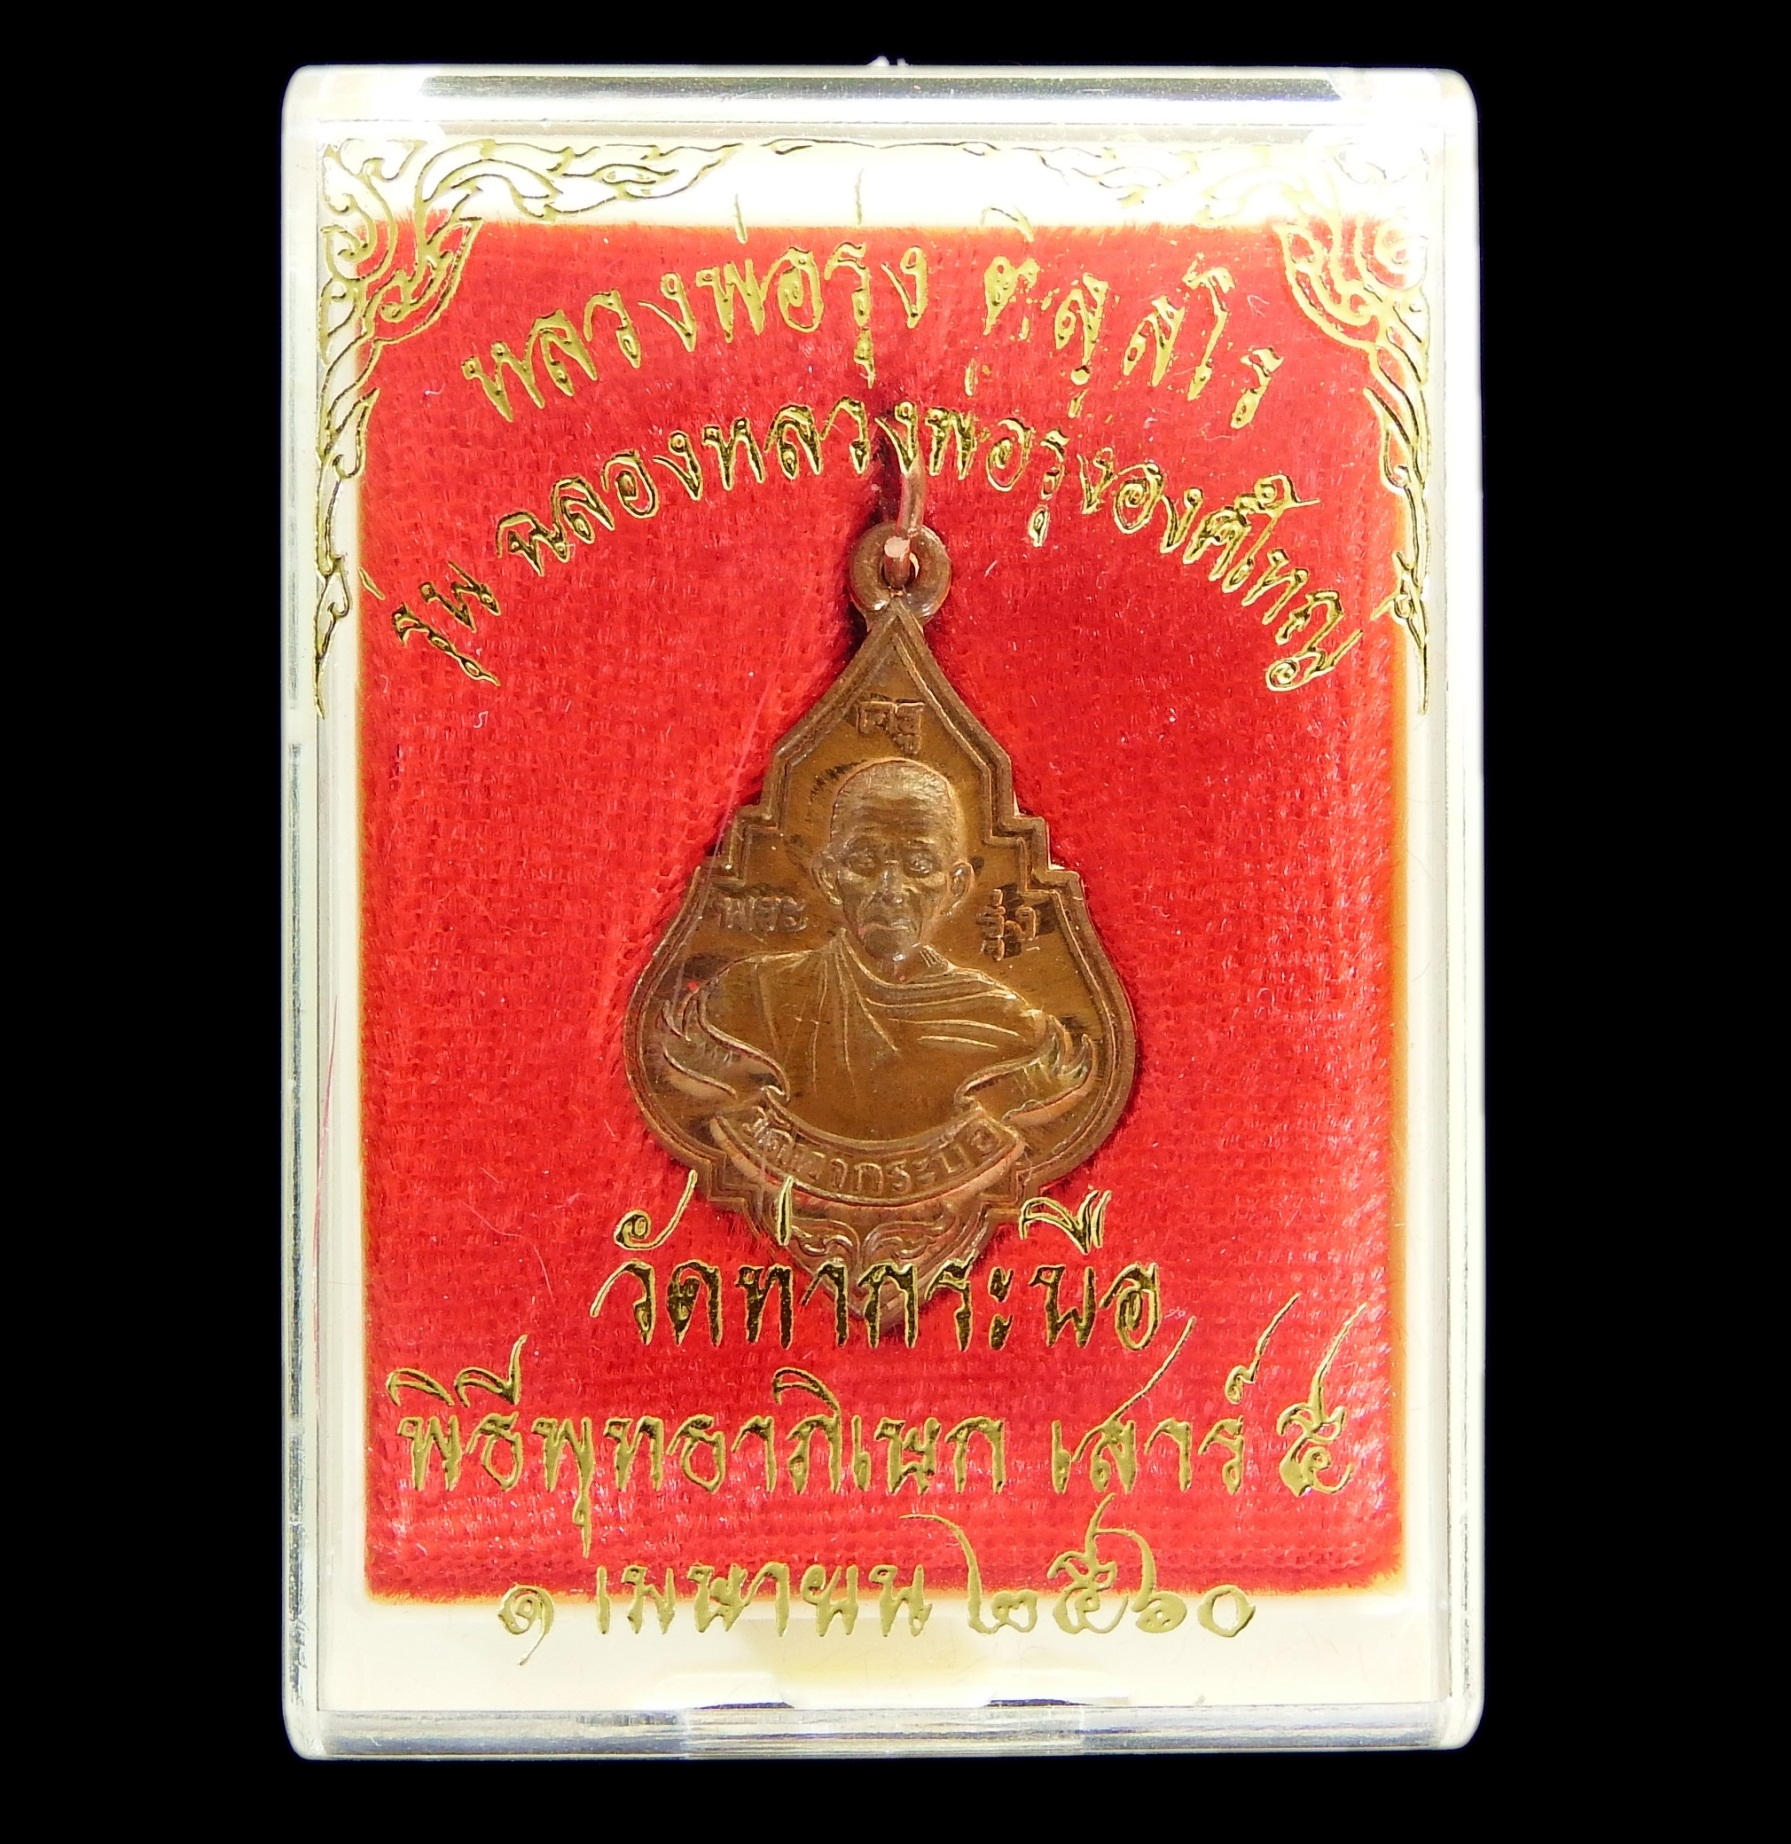 หลวงพ่อรุ่ง ติสฺสโร
รุ่น ฉลองหลวงพ่อรุ่งองค์ใหญ่
ครู
พระ รุ่ง
วัดท่ากระบือ
วัดท่ากระบือ
พิธีพุทธาภิเษก เสาร์ ๕
๑ เมษายน ๒๕๖๐